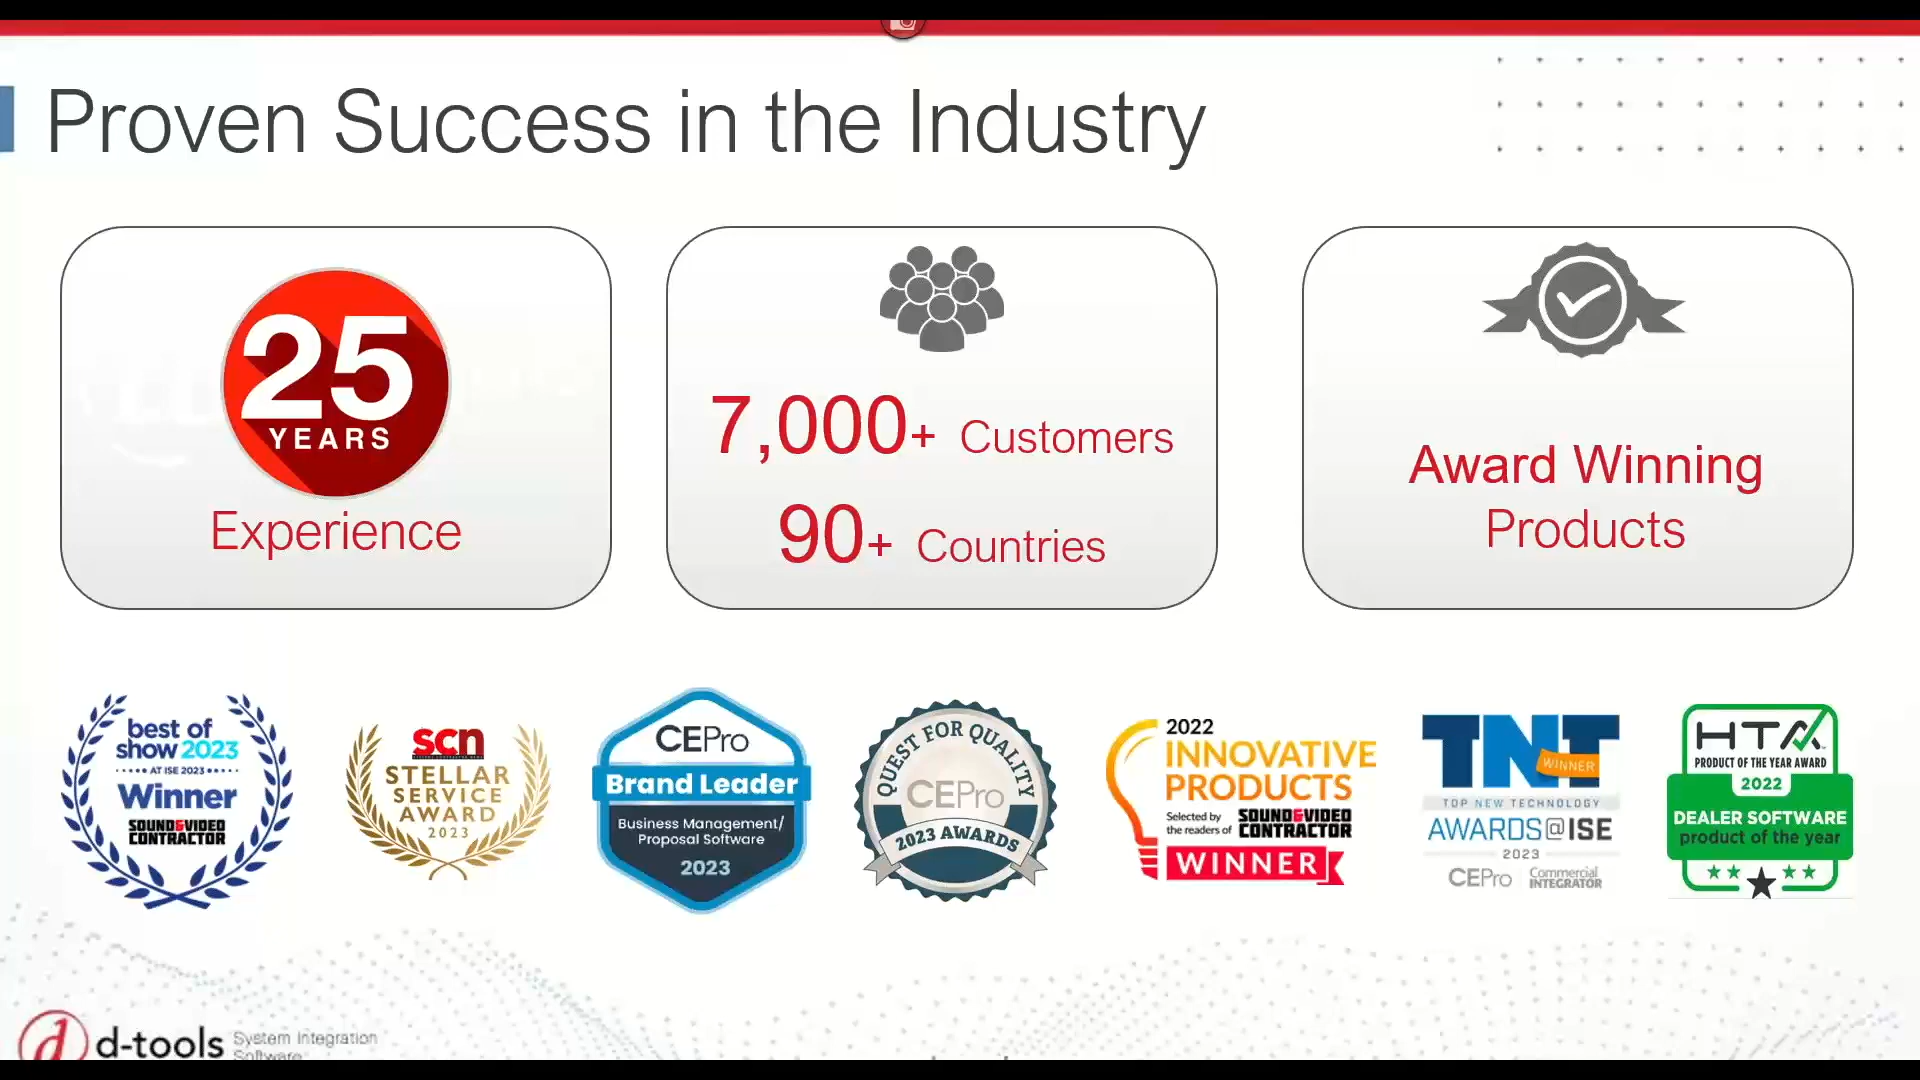 Proven Success in the Industry
25
YEARS
Experience
7,000+ Customers
90+ Countries
Award Winning
Products
best of
show 2023
AT ISE 2023
Winner
SOUND&VIDEO
CONTRACTOR
scn
STELLAR
SERVICE
AWARD
2023
CEPro
Brand Leader
Business Management/
Proposal Software
2023
QUEST FOR QUALITY
CEPro
2023 AWARDS
2022
INNOVATIVE
PRODUCTS
Selected by
the readers of
SOUND&VIDEO
CONTRACTOR
WINNER
TNT
WINNER
TOP NEW TECHNOLOGY
AWARDS@ISE
2023
CEPro
Commercial
INTEGRATOR
HTA
PRODUCT OF THE YEAR AWARD
2022
DEALER SOFTWARE
product of the year
d-tools
System Integration
Software